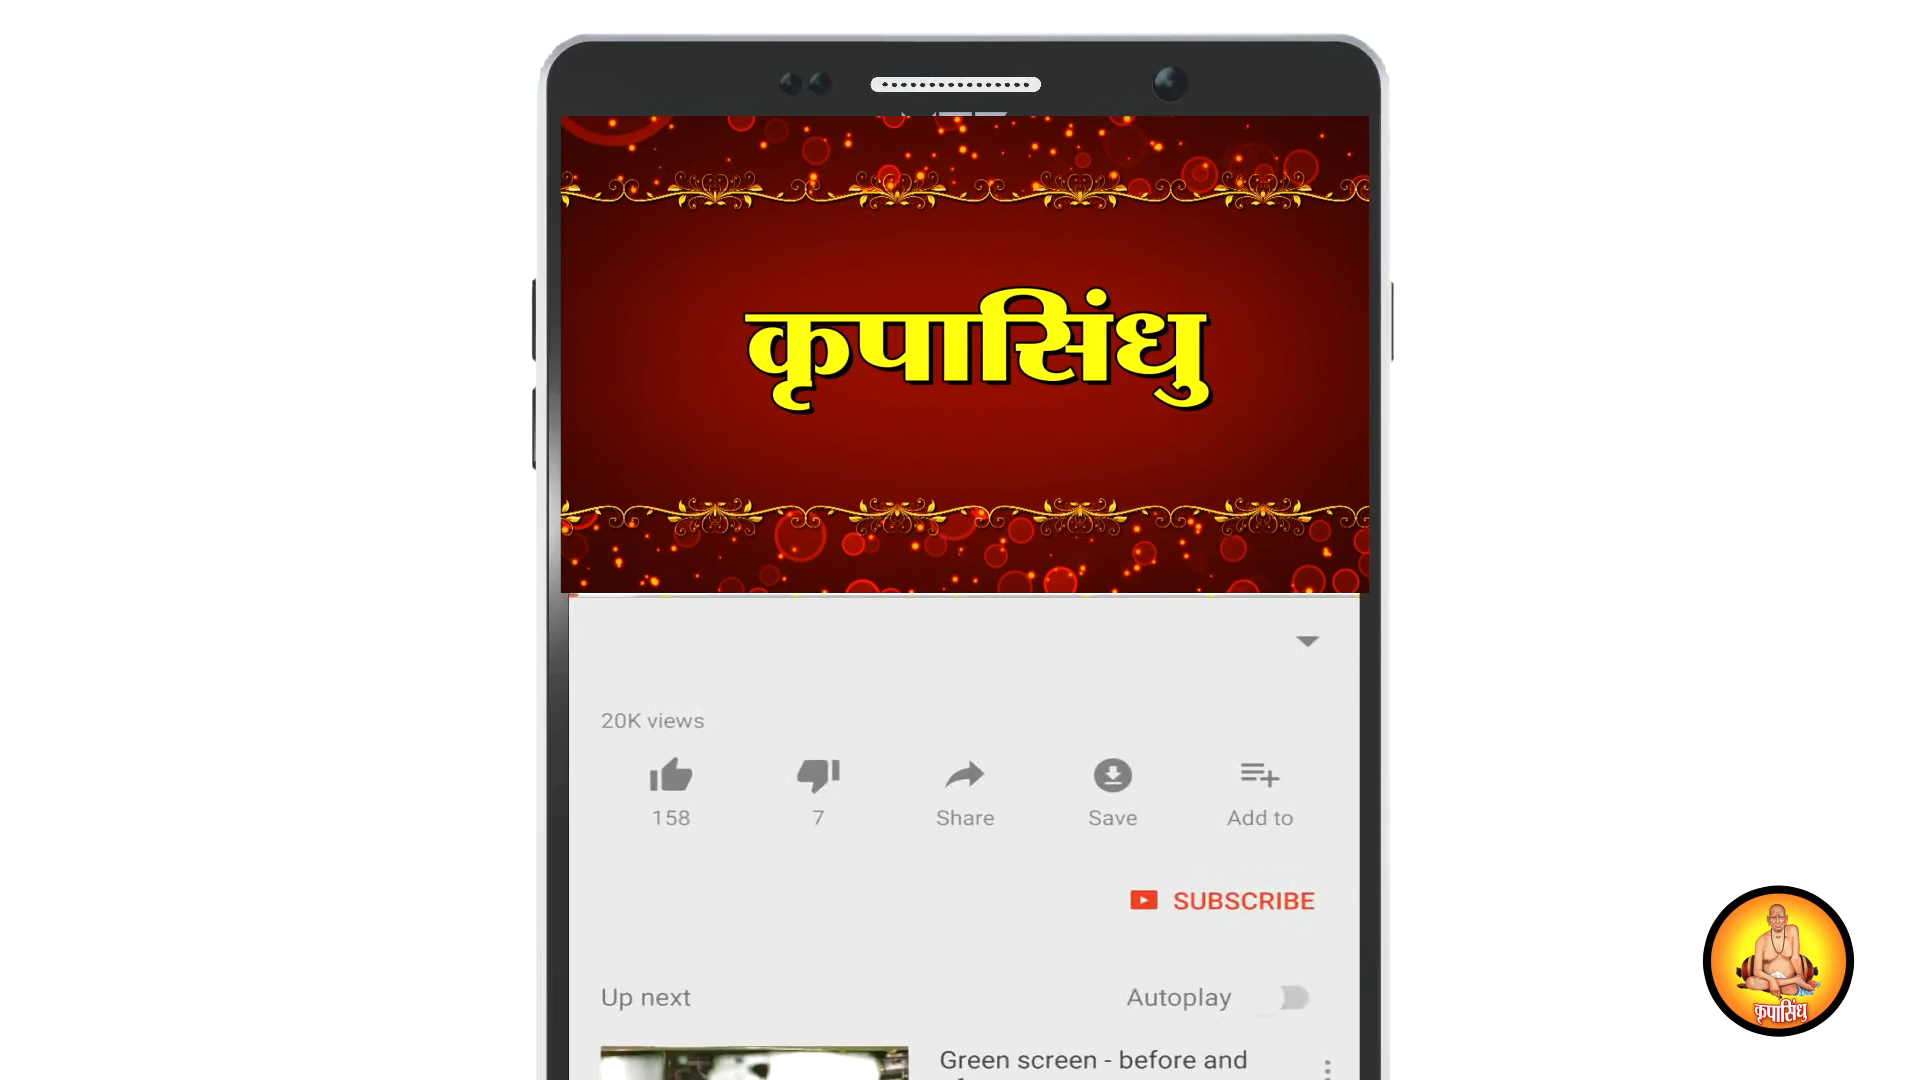 कृपासिंधु
20K views
158
7
Share
Save
Add to
SUBSCRIBE
Up next
Autoplay
Green screen - before and
कृपासिंधु